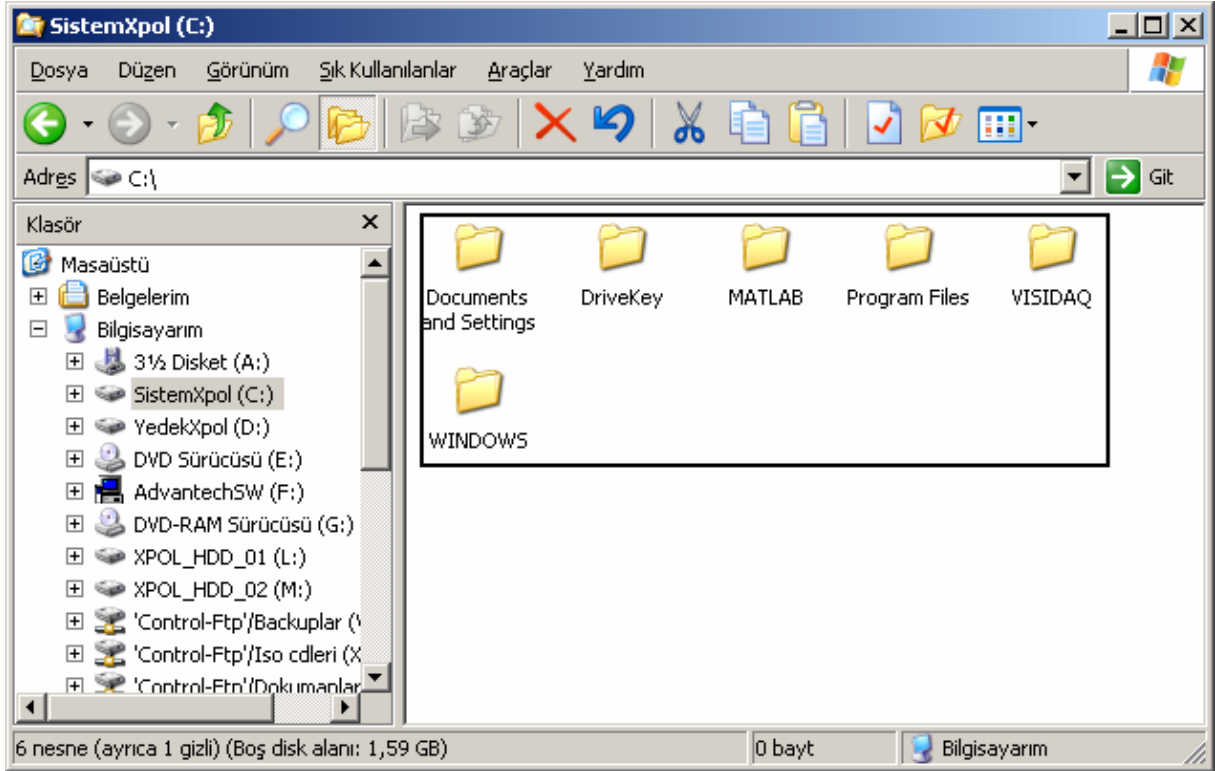 SistemXpol (C:)
Dosya Düzen Görünüm Sık Kullanılanlar Araçlar Yardım
Adres C:\ Git
Klasör
Masaüstü
Belgelerim
Bilgisayarım
3½ Disket (A:)
SistemXpol (C:)
YedekXpol (D:)
DVD Sürücüsü (E:)
AdvantechSW (F:)
DVD-RAM Sürücüsü (G:)
XPOL_HDD_01 (L:)
XPOL_HDD_02 (M:)
'Control-Ftp'/Backuplar (
'Control-Ftp'/Iso cdleri (X
'Control-Ftp'/Dokumanlar
Documents
and Settings
DriveKey
MATLAB
Program Files
VISIDAQ
WINDOWS
6 nesne (ayrıca 1 gizli) (Boş disk alanı: 1,59 GB) 0 bayt Bilgisayarım